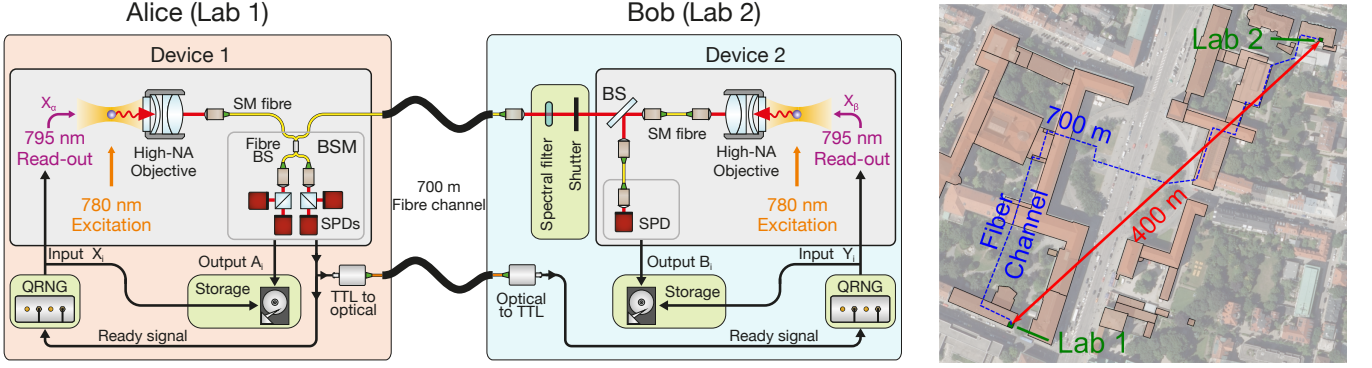 Alice (Lab 1)
Device 1
Xα
795 nm
Read-out
High-NA
Objective
780 nm
Excitation
SM fibre
Fibre
BS
BSM
SPDs
Input Xi
Output Ai
QRNG
Storage
TTL to
optical
Ready signal
700 m
Fibre channel
Bob (Lab 2)
Device 2
Spectral filter
Shutter
BS
SM fibre
High-NA
Objective
Xβ
795 nm
Read-out
780 nm
Excitation
SPD
Output Bi
Input Yi
Storage
QRNG
Optical
to TTL
Ready signal
Lab 2
700 m
400 m
Fiber
Channel
Lab 1